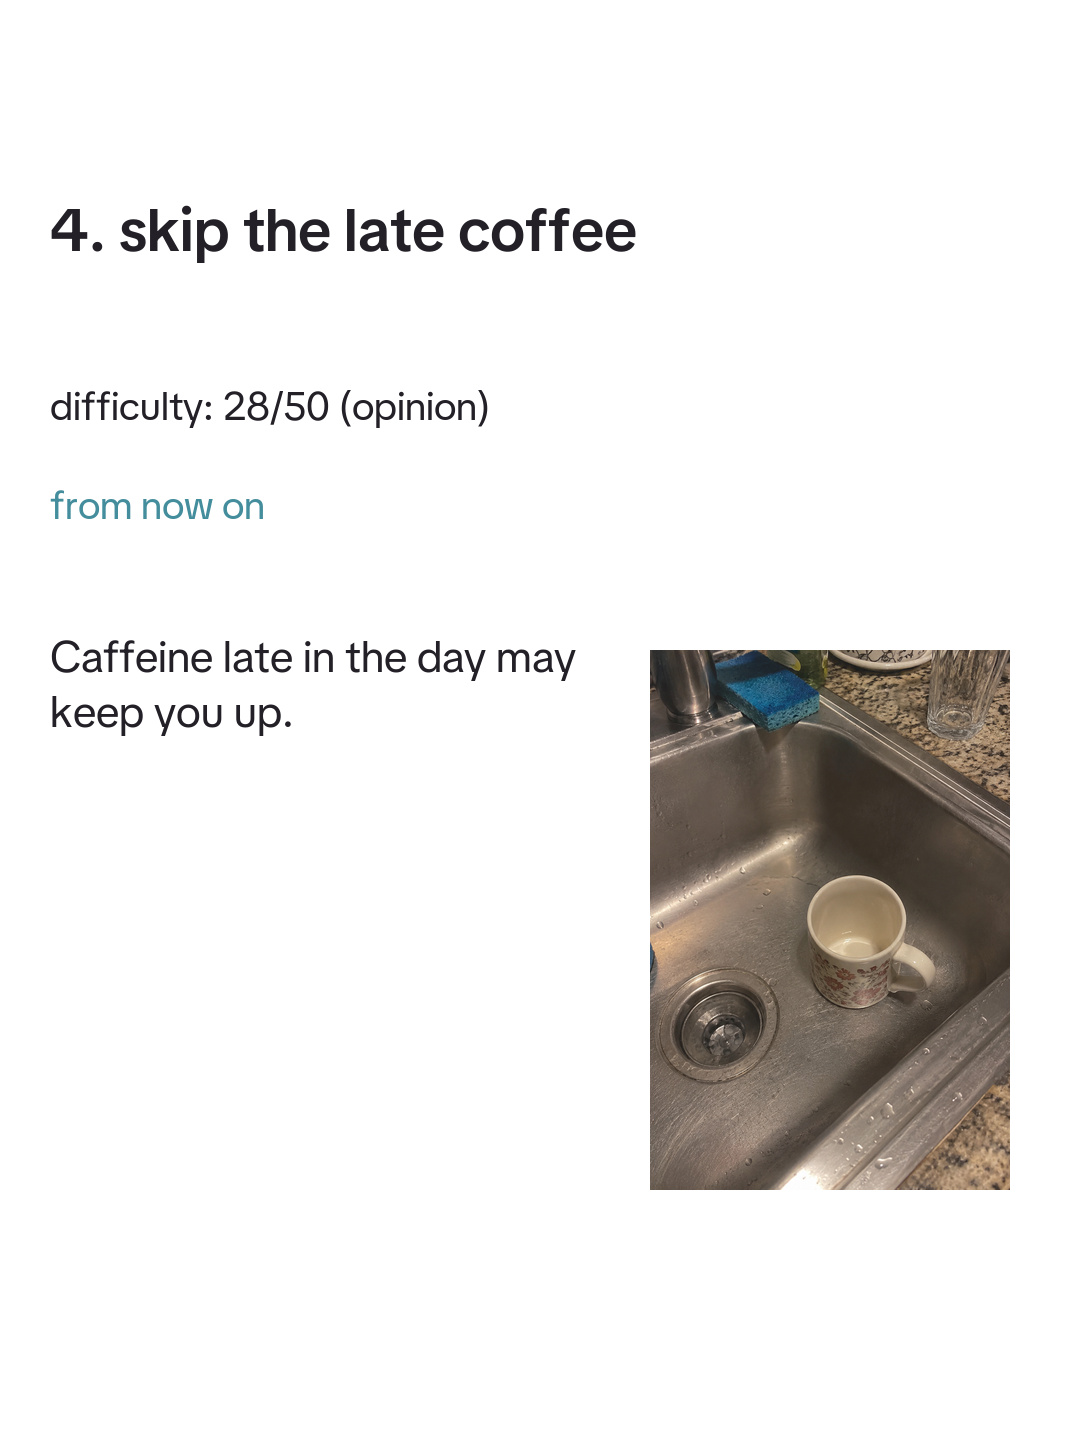 4. skip the late coffee
difficulty: 28/50 (opinion)
from now on
Caffeine late in the day may
keep you up.